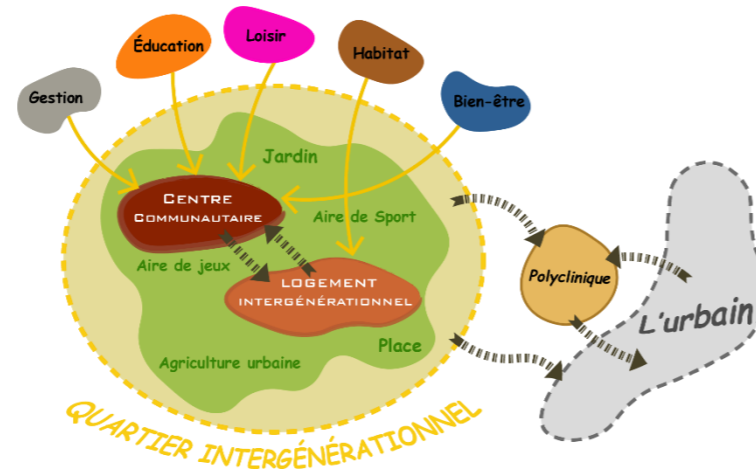 Éducation
Loisir
Habitat
Gestion
Bien-être
Jardin
CENTRE
COMMUNAUTAIRE
Aire de Sport
Aire de jeux
LOGEMENT
INTERGÉNÉRATIONNEL
Polyclinique
L'urbain
Place
Agriculture urbaine
QUARTIER INTERGÉNÉRATIONNEL